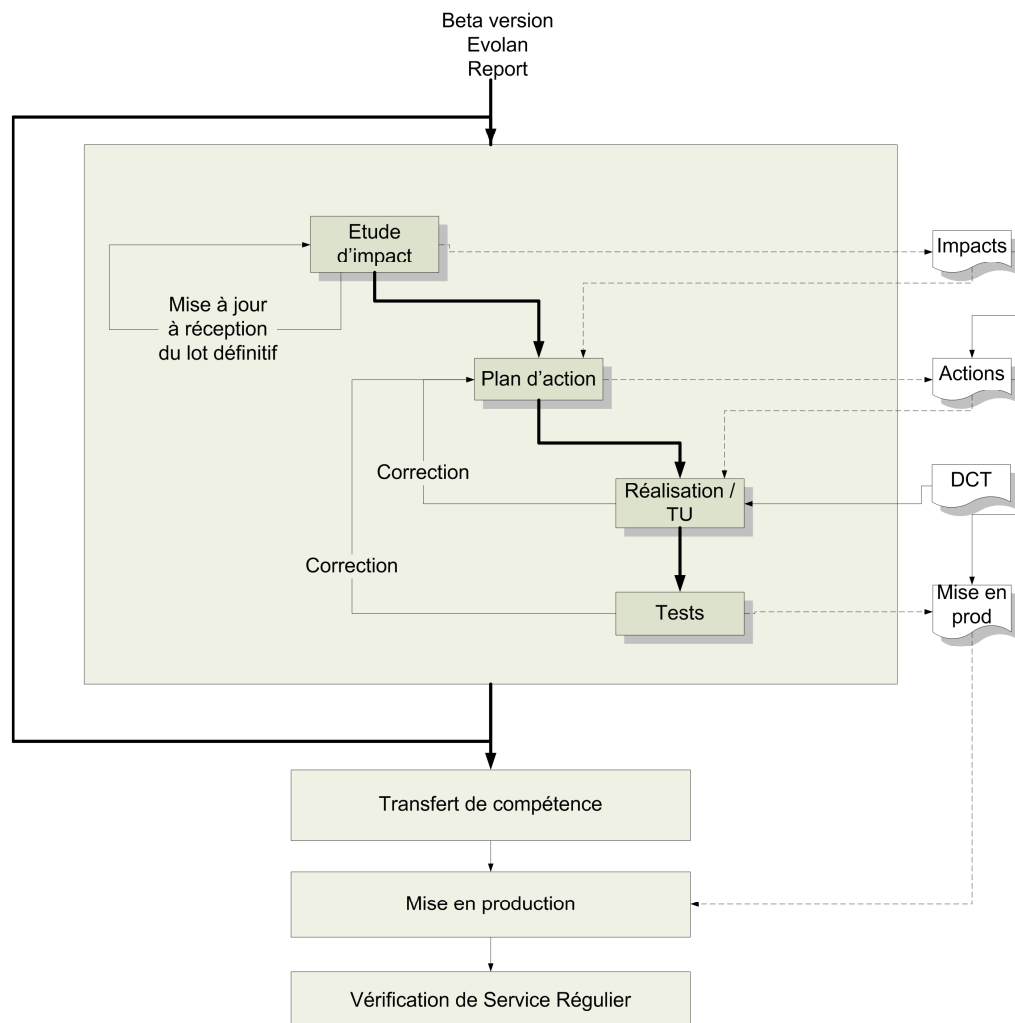 Beta version
Evolan
Report
Etude
d'impact
Impacts
Mise à jour
à réception
du lot définitif
Plan d'action
Actions
Correction
Réalisation /
TU
DCT
Correction
Tests
Mise en
prod
Transfert de compétence
Mise en production
Vérification de Service Régulier